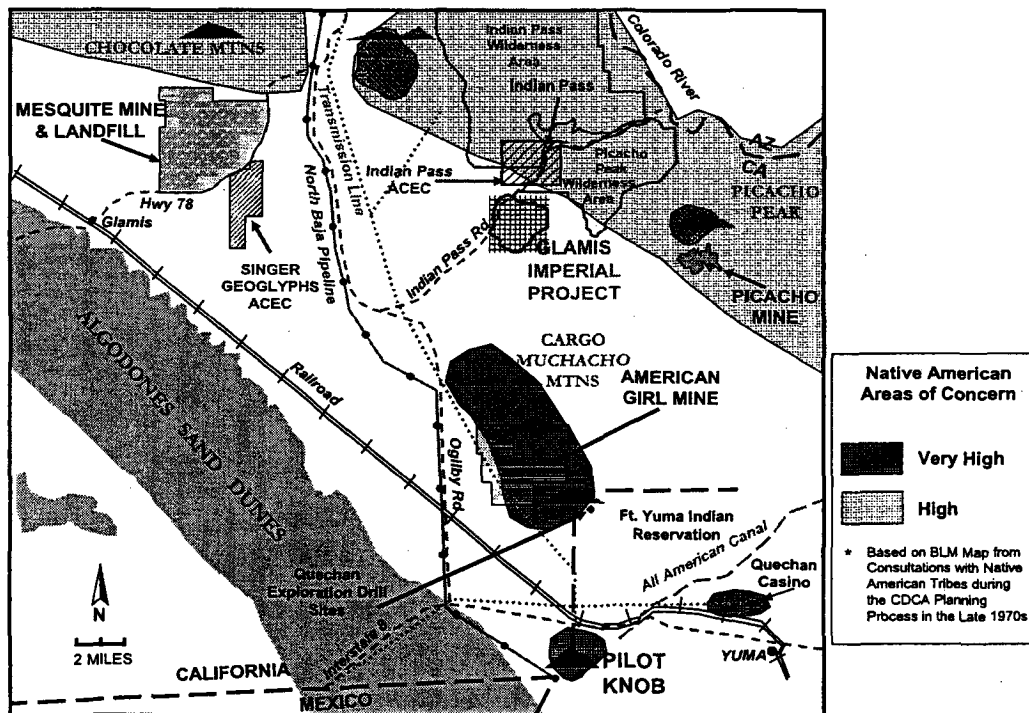 CHOCOLATE MTNS
MESQUITE MINE
& LANDFILL
Hwy 78
Glamis
SINGER
GEOGLYPHS
ACEC
Transmission Line
North Baja Pipeline
Indian Pass
Wilderness
Area
Indian Pass
Colorado River
AZ
CA
Indian Pass
ACEC
Picacho
Peak
Wilderness
Area
PICACHO
PEAK
Indian Pass Rd.
GLAMIS
IMPERIAL
PROJECT
PICACHO
MINE
ALGODONES SAND DUNES
Railroad
CARGO
MUCHACHO
MTNS
AMERICAN
GIRL MINE
Ogilby Rd.
Ft. Yuma Indian
Reservation
All American Canal
Quechan
Casino
Quechan
Exploration Drill
Sites
Interstate 8
N
2 MILES
CALIFORNIA
MEXICO
PILOT
KNOB
YUMA
Native American
Areas of Concern
Very High
High
* Based on BLM Map from
Consultations with Native
American Tribes during
the CDCA Planning
Process in the Late 1970s